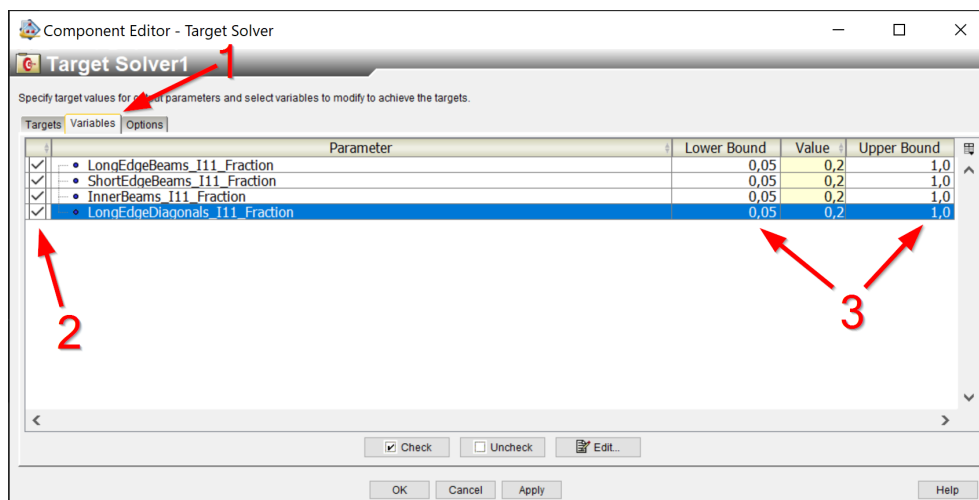 Component Editor - Target Solver
Target Solver1
1
Specify target values for output parameters and select variables to modify to achieve the targets.
Targets Variables Options
Parameter Lower Bound Value Upper Bound
LongEdgeBeams_I11_Fraction 0,05 0,2 1,0
ShortEdgeBeams_I11_Fraction 0,05 0,2 1,0
InnerBeams_I11_Fraction 0,05 0,2 1,0
LongEdgeDiagonals_I11_Fraction 0,05 0,2 1,0
2 3
Check Uncheck Edit...
OK Cancel Apply Help